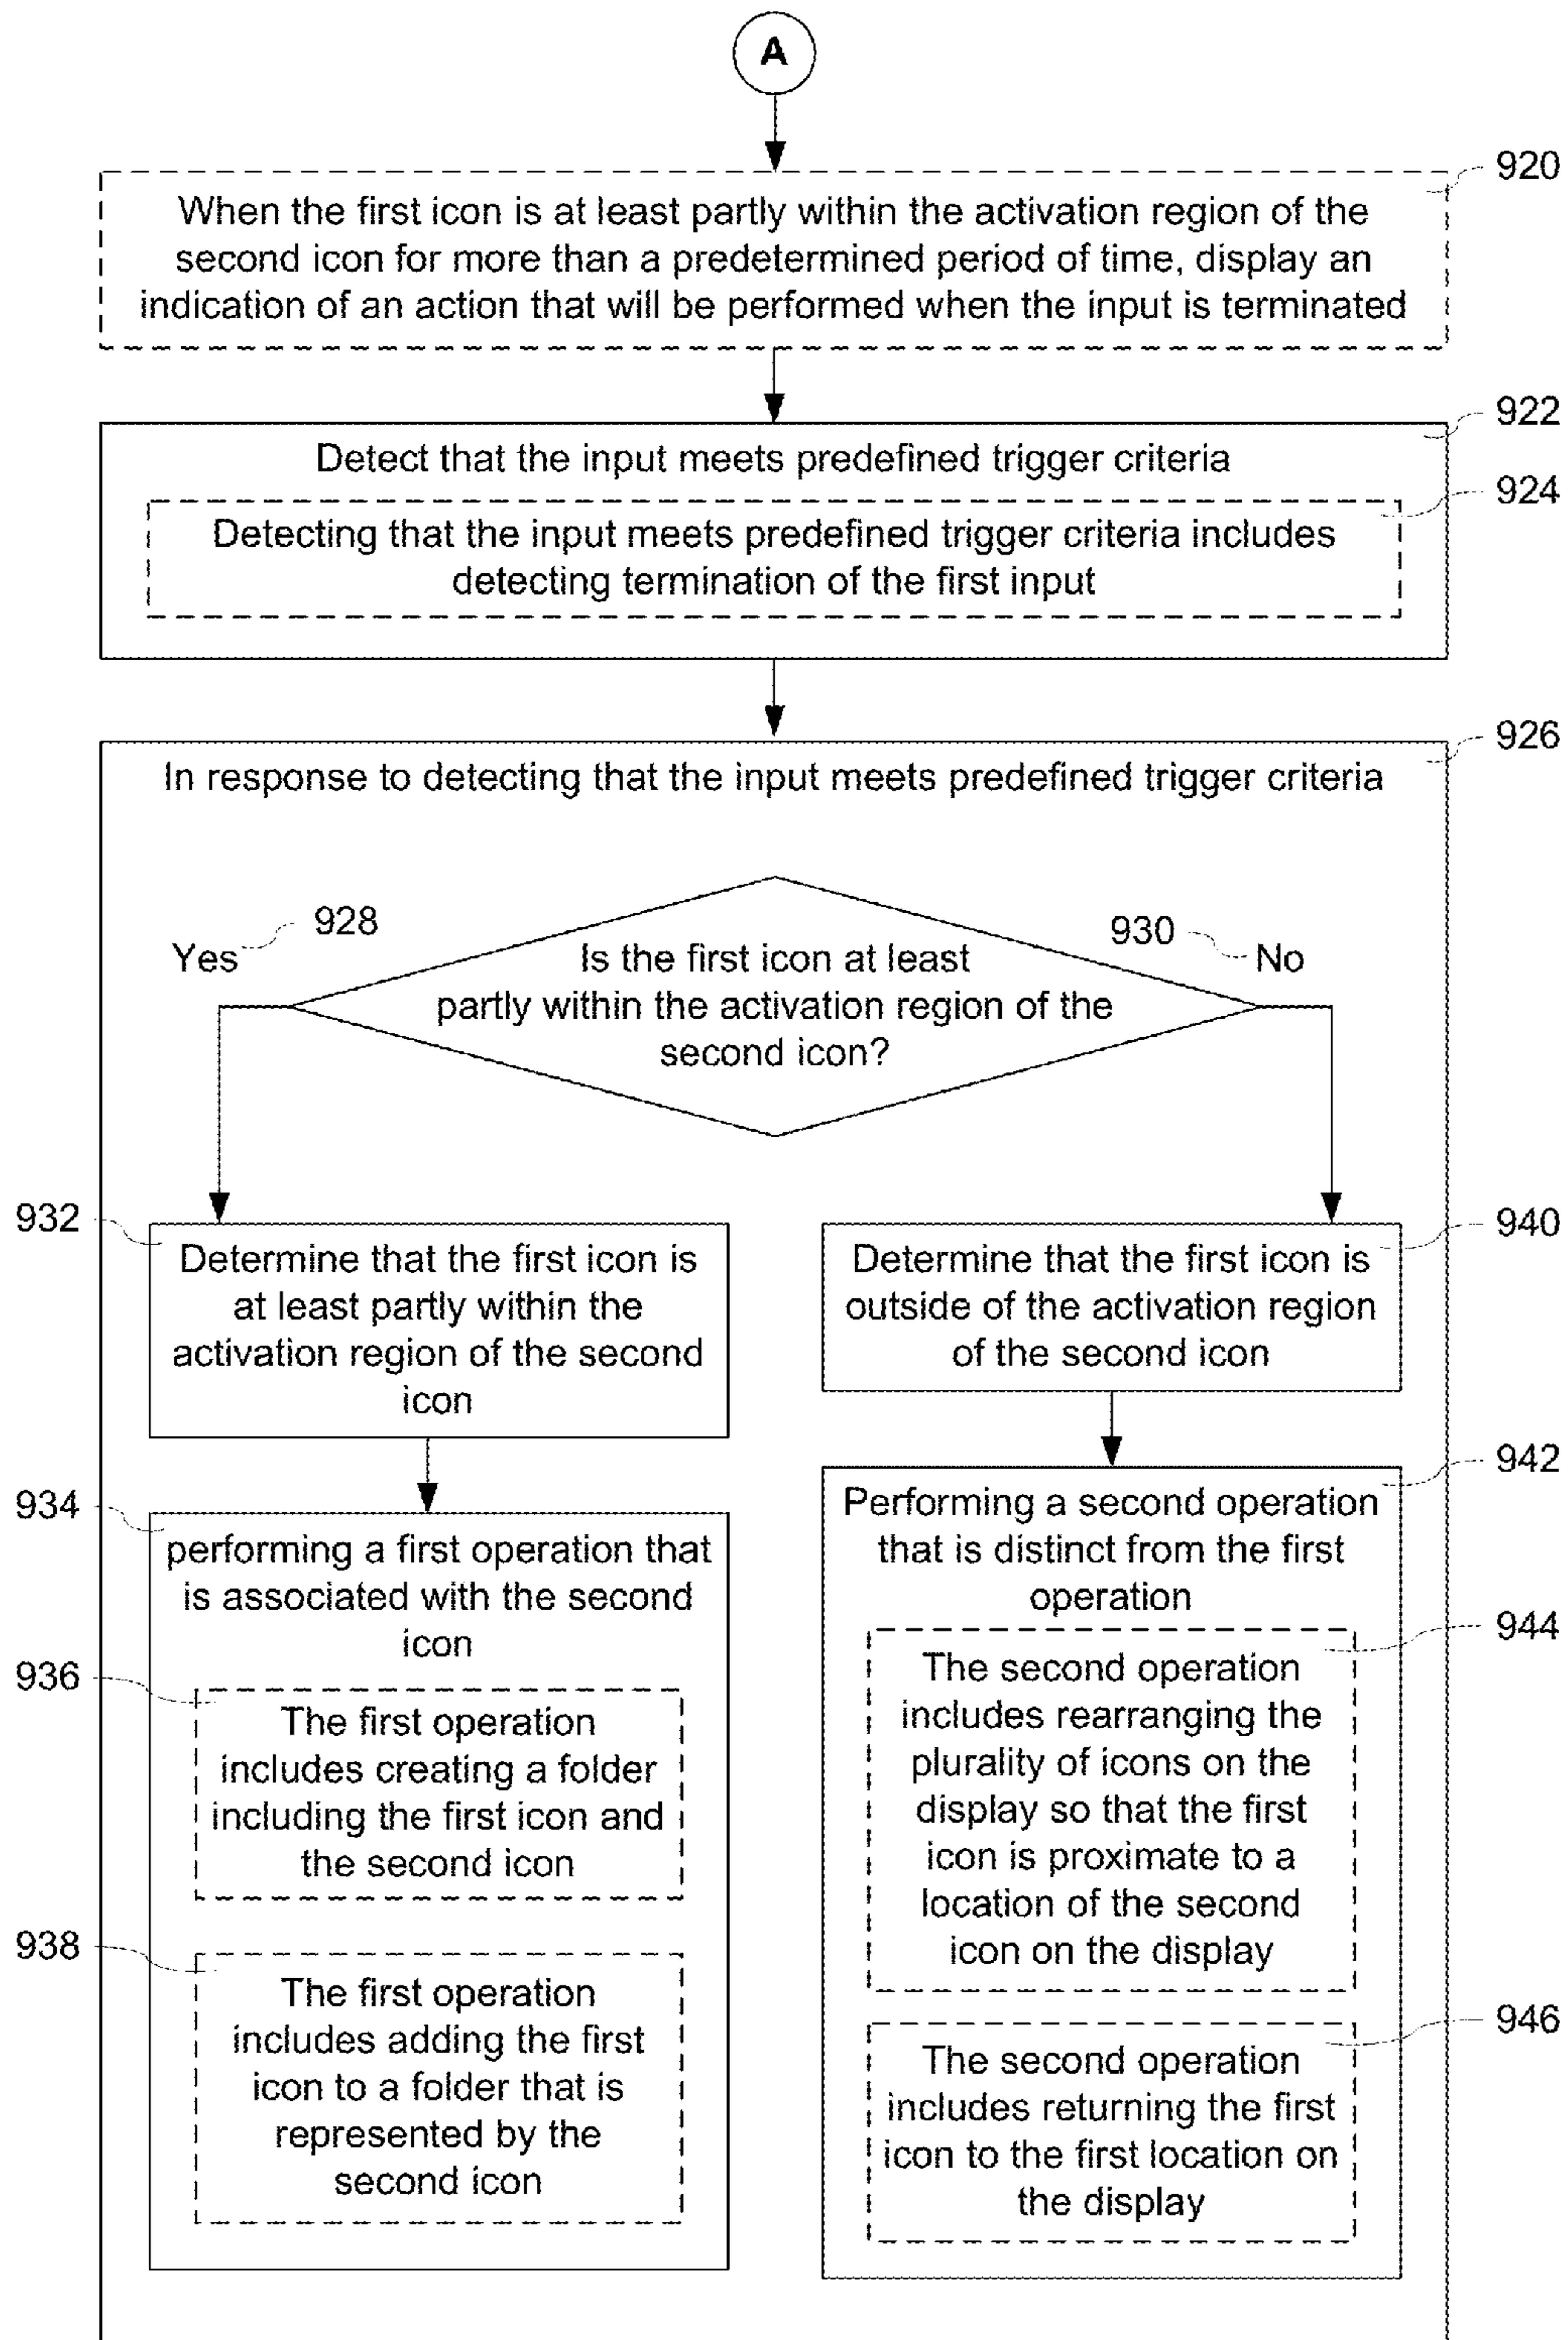 A
920
When the first icon is at least partly within the activation region of the
second icon for more than a predetermined period of time, display an
indication of an action that will be performed when the input is terminated
922
Detect that the input meets predefined trigger criteria
924
Detecting that the input meets predefined trigger criteria includes
detecting termination of the first input
926
In response to detecting that the input meets predefined trigger criteria
928
Yes
930
No
Is the first icon at least
partly within the activation region of the
second icon?
932
Determine that the first icon is
at least partly within the
activation region of the second
icon
934
performing a first operation that
is associated with the second
icon
936
The first operation
includes creating a folder
including the first icon and
the second icon
938
The first operation
includes adding the first
icon to a folder that is
represented by the
second icon
940
Determine that the first icon is
outside of the activation region
of the second icon
942
Performing a second operation
that is distinct from the first
operation
944
The second operation
includes rearranging the
plurality of icons on the
display so that the first
icon is proximate to a
location of the second
icon on the display
946
The second operation
includes returning the first
icon to the first location on
the display